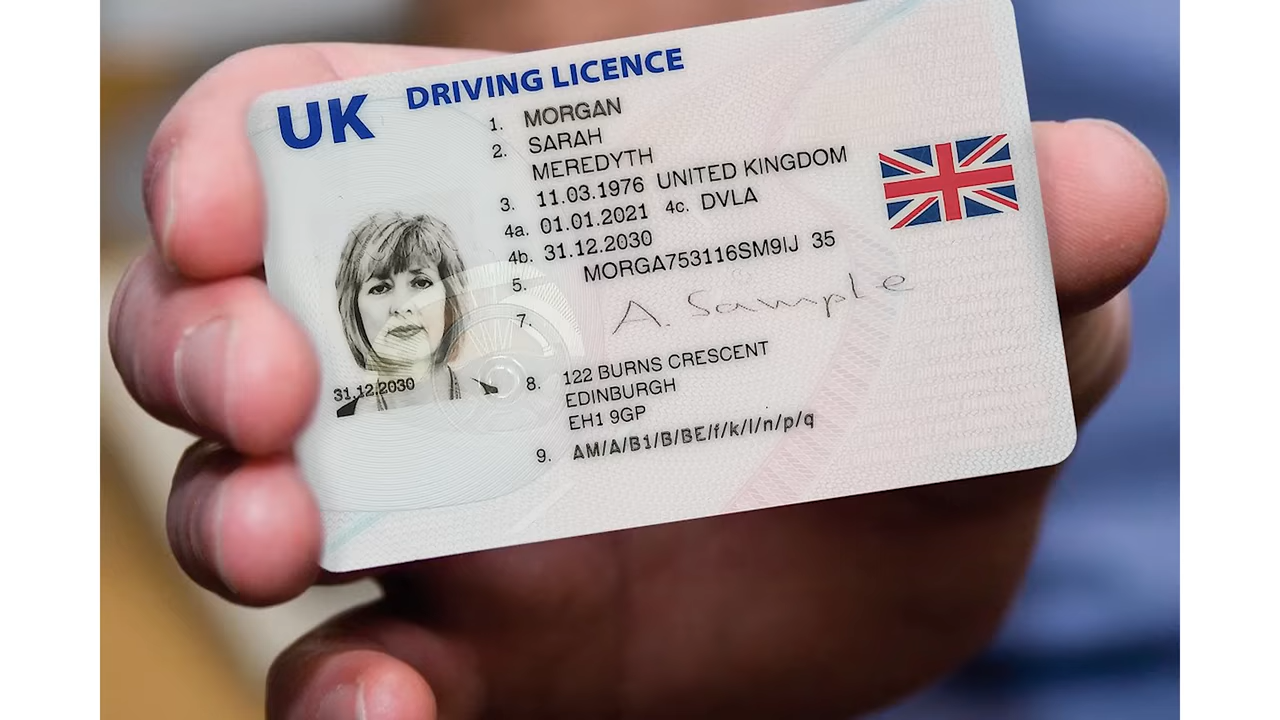 UK DRIVING LICENCE
1. MORGAN
2. SARAH
MEREDYTH
3. 11.03.1976 UNITED KINGDOM
4a. 01.01.2021 4c. DVLA
4b. 31.12.2030
5. MORGA753116SM9IJ 35
7. A. Sample
31.12.2030
8. 122 BURNS CRESCENT
EDINBURGH
EH1 9GP
9. AM/A/B1/B/BE/f/k/l/n/p/q